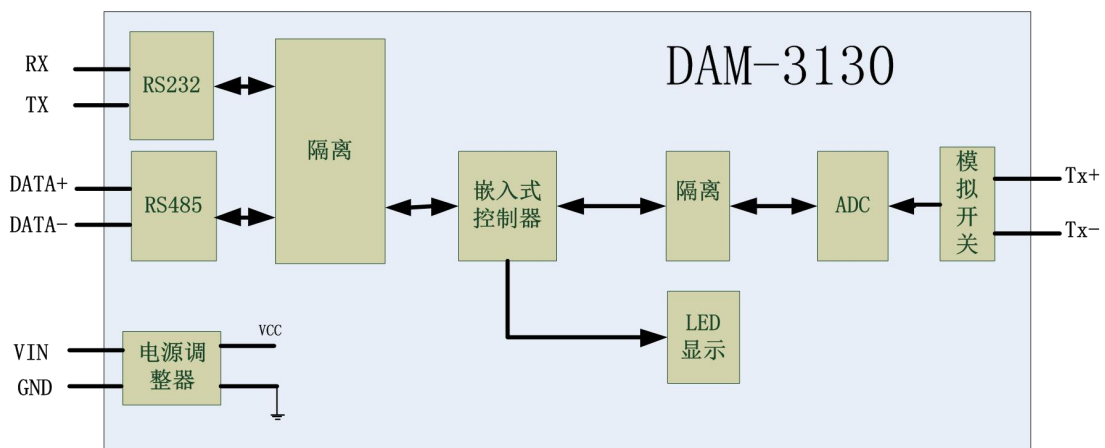 DAM-3130
RX
TX
RS232
隔离
DATA+
DATA-
RS485
嵌入式
控制器
隔离
ADC
模
拟
开
关
Tx+
Tx-
LED
显示
VIN
GND
电源调
整器
VCC